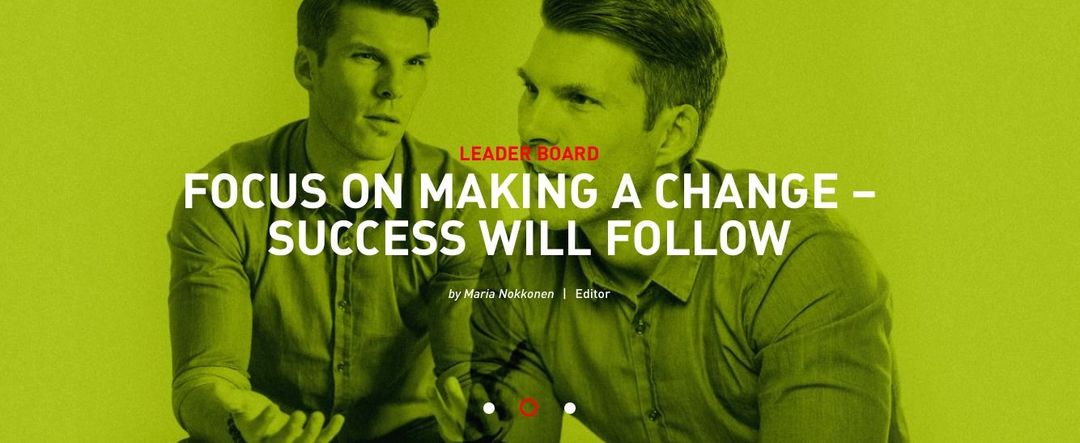 LEADER BOARD
FOCUS ON MAKING A CHANGE –
SUCCESS WILL FOLLOW
by Maria Nokkonen | Editor